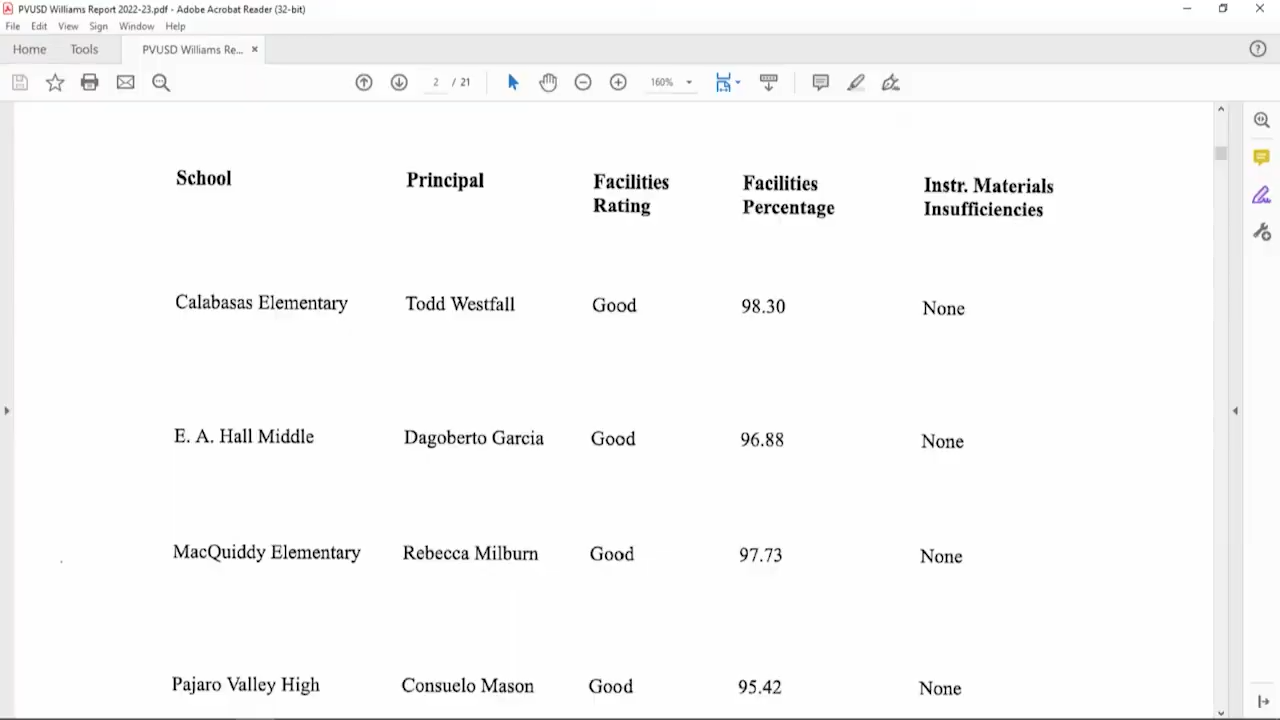 PVUSD Williams Report 2022-23.pdf - Adobe Acrobat Reader (32-bit)
File Edit View Sign Window Help
Home Tools PVUSD Williams Re... ×
2 / 21 160%
School Principal Facilities Rating Facilities Percentage Instr. Materials Insufficiencies
Calabasas Elementary Todd Westfall Good 98.30 None
E. A. Hall Middle Dagoberto Garcia Good 96.88 None
MacQuiddy Elementary Rebecca Milburn Good 97.73 None
Pajaro Valley High Consuelo Mason Good 95.42 None